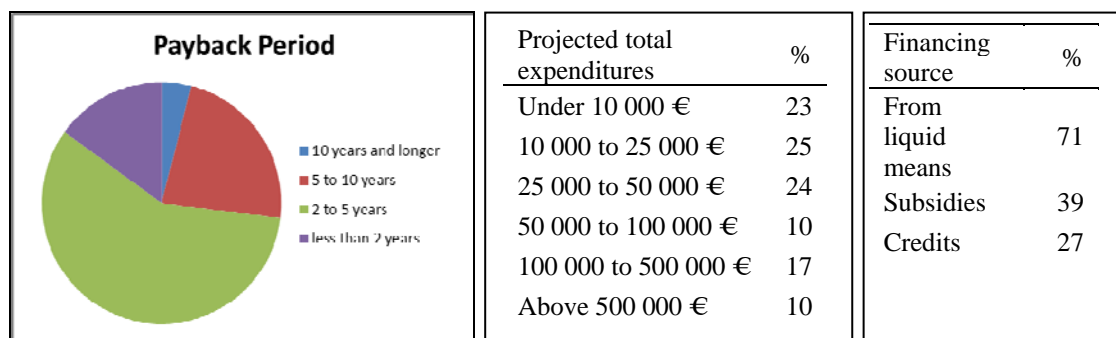 Payback Period
10 years and longer
5 to 10 years
2 to 5 years
less than 2 years
Projected total
expenditures %
Under 10 000 € 23
10 000 to 25 000 € 25
25 000 to 50 000 € 24
50 000 to 100 000 € 10
100 000 to 500 000 € 17
Above 500 000 € 10
Financing
source %
From
liquid
means 71
Subsidies 39
Credits 27